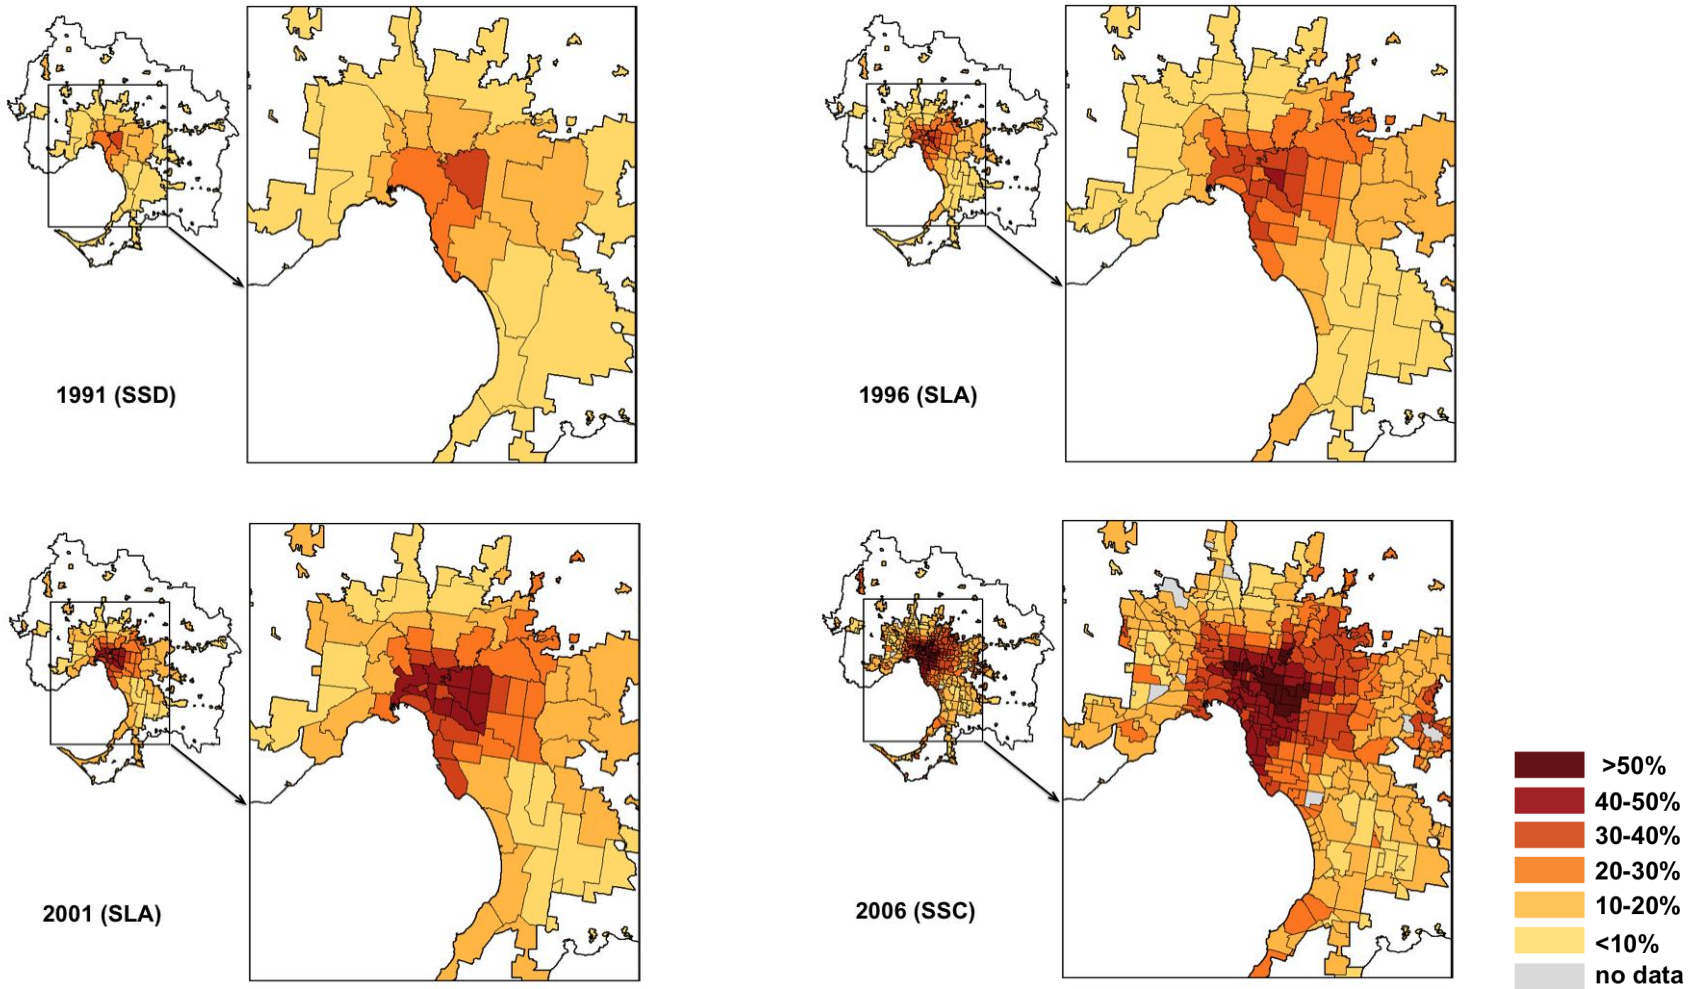 1991 (SSD)
1996 (SLA)
2001 (SLA)
2006 (SSC)
>50%
40-50%
30-40%
20-30%
10-20%
<10%
no data